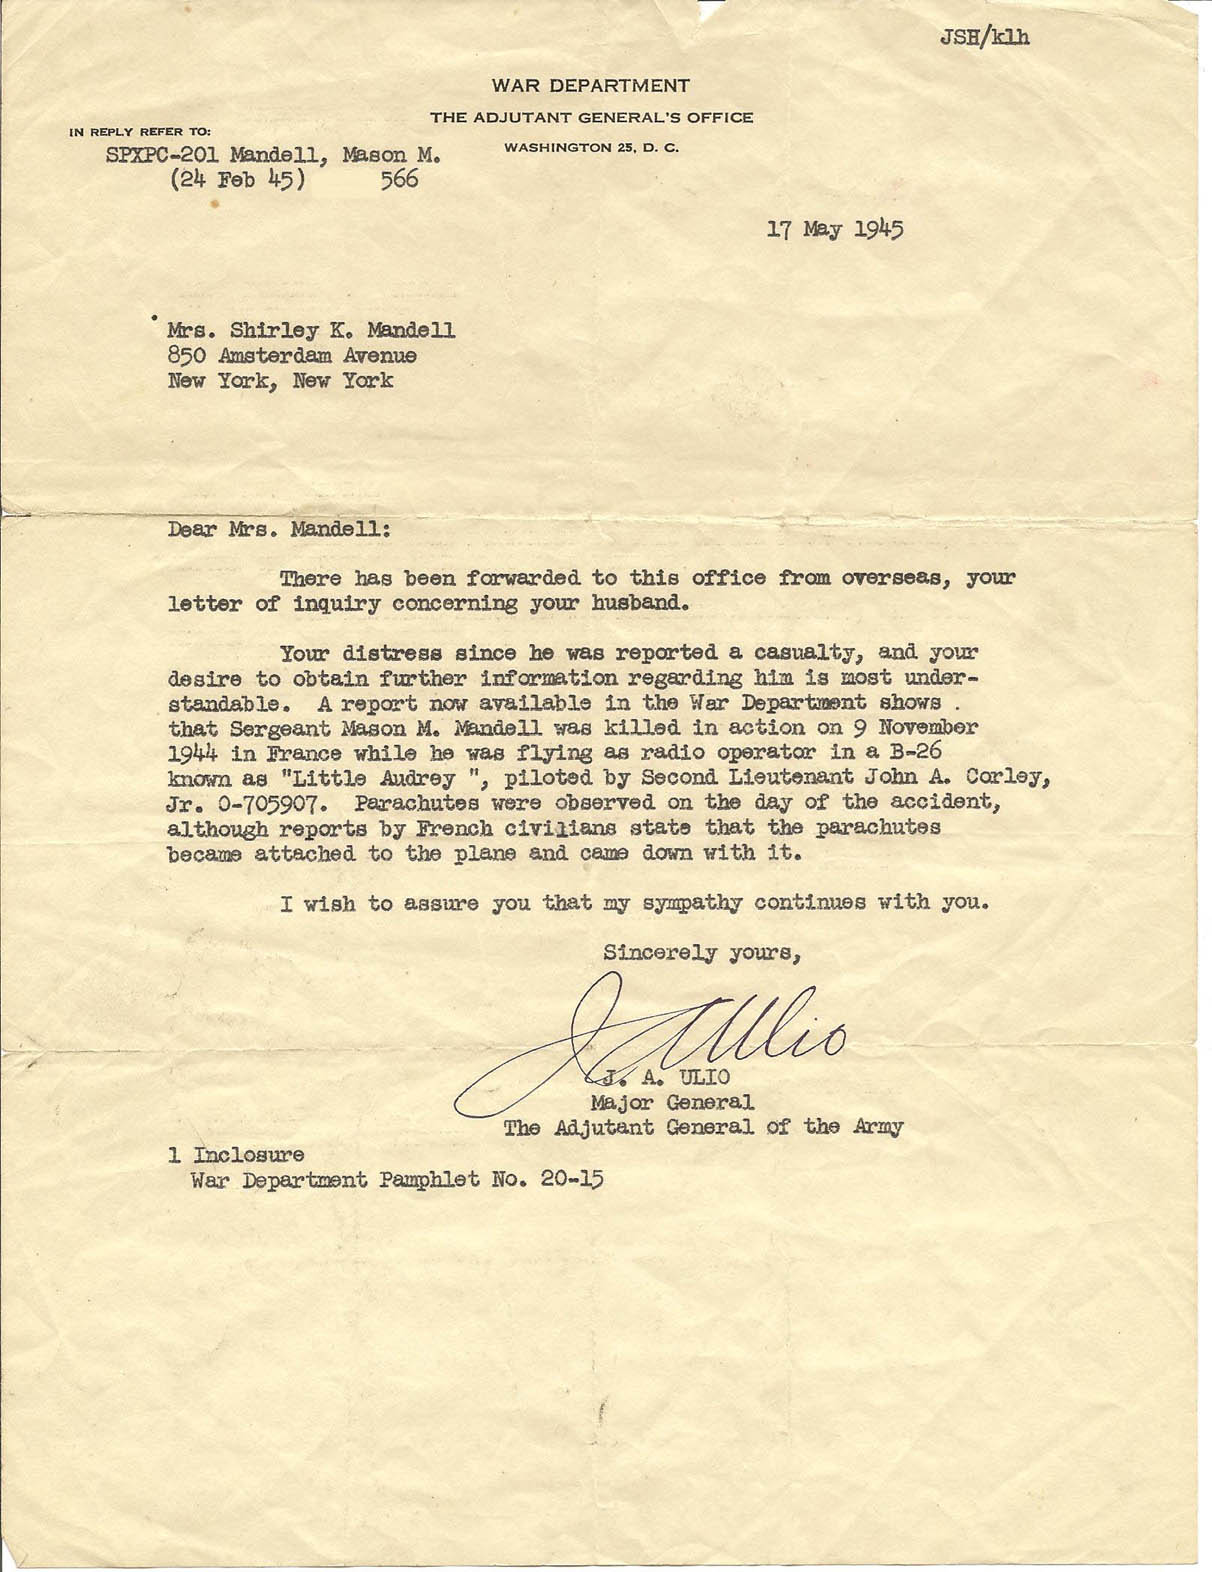 JSH/klh
WAR DEPARTMENT
THE ADJUTANT GENERAL'S OFFICE
WASHINGTON 25, D. C.
IN REPLY REFER TO:
SPXPC-201 Mandell, Mason M.
(24 Feb 45) 566
17 May 1945
Mrs. Shirley K. Mandell
850 Amsterdam Avenue
New York, New York
Dear Mrs. Mandell:
There has been forwarded to this office from overseas, your
letter of inquiry concerning your husband.
Your distress since he was reported a casualty, and your
desire to obtain further information regarding him is most under-
standable. A report now available in the War Department shows .
that Sergeant Mason M. Mandell was killed in action on 9 November
1944 in France while he was flying as radio operator in a B-26
known as "Little Audrey ", piloted by Second Lieutenant John A. Corley,
Jr. O-705907. Parachutes were observed on the day of the accident,
although reports by French civilians state that the parachutes
became attached to the plane and came down with it.
I wish to assure you that my sympathy continues with you.
Sincerely yours,
J A Ulio
J. A. ULIO
Major General
The Adjutant General of the Army
1 Inclosure
War Department Pamphlet No. 20-15